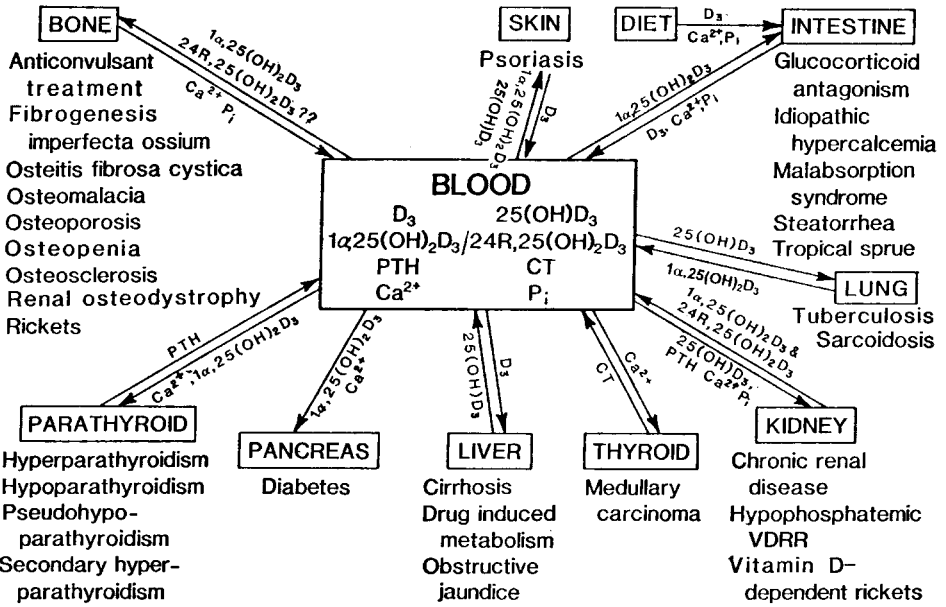 BONE
Anticonvsulsant
treatment
Fibrogenesis
imperfecta ossium
Osteitis fibrosa cystica
Osteomalacia
Osteoporosis
Osteopenia
Osteosclerosis
Renal osteodystrophy
Rickets
1α,25(OH)₂D₃
24R,25(OH)₂D₃??
Ca²⁺ Pᵢ
SKIN
Psoriasis
1α,25(OH)₂D₃
25(OH)D₃
D₃
DIET
D₃
Ca²⁺,Pᵢ
INTESTINE
Glucocorticoid
antagonism
Idiopathic
hypercalcemia
Malabsorption
syndrome
Steatorrhea
Tropical sprue
1α,25(OH)₂D₃
D₃, Ca²⁺,Pᵢ
BLOOD
D₃ 25(OH)D₃
1α,25(OH)₂D₃/24R,25(OH)₂D₃
PTH CT
Ca²⁺ Pᵢ
25(OH)D₃
1α,25(OH)₂D₃
LUNG
Tuberculosis
Sarcoidosis
PTH
Ca²⁺,1α,25(OH)₂D₃
PARATHYROID
Hyperparathyroidism
Hypoparathyroidism
Pseudohypo-
parathyroidism
Secondary hyper-
parathyroidism
1α,25(OH)₂D₃
Ca²⁺
PANCREAS
Diabetes
25(OH)D₃
D₃
LIVER
Cirrhosis
Drug induced
metabolism
Obstructive
jaundice
Ca²⁺
CT
THYROID
Medullary
carcinoma
1α,25(OH)₂D₃ &
24R,25(OH)₂D₃
25(OH)D₃,
PTH Ca²⁺Pᵢ
KIDNEY
Chronic renal
disease
Hypophosphatemic
VDRR
Vitamin D-
dependent rickets